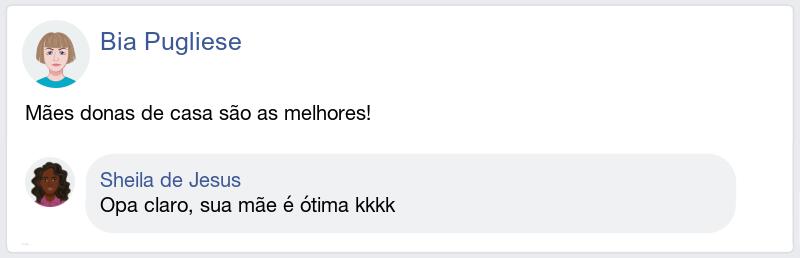 Bia Pugliese
Mães donas de casa são as melhores!
Sheila de Jesus
Opa claro, sua mãe é ótima kkkk